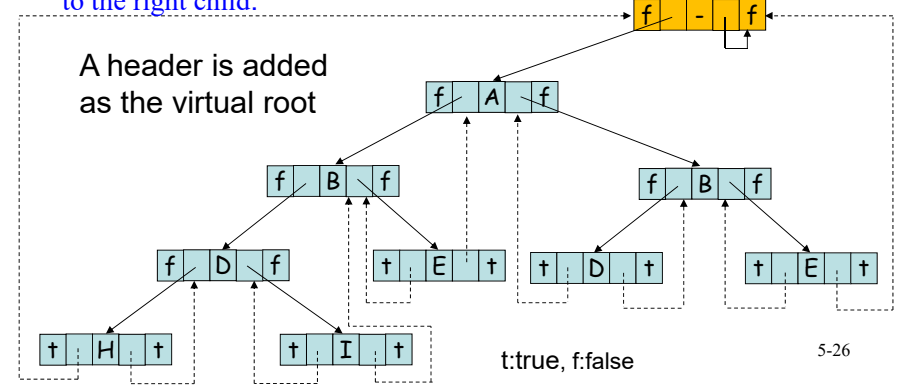 to the right child.
f - f
A header is added
as the virtual root
f A f
f B f
f B f
f D f
t E t
t D t
t E t
t H t
t I t
t:true, f:false
5-26